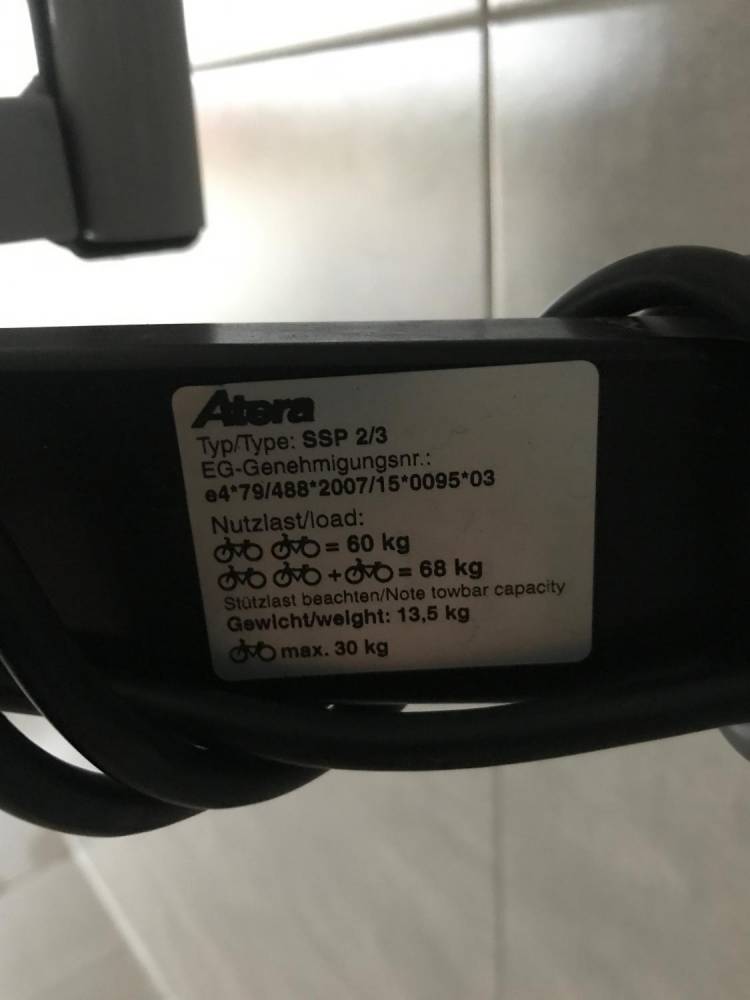 Atera
Typ/Type: SSP 2/3
EG-Genehmigungsnr.:
e4*79/488*2007/15*0095*03
Nutzlast/load:
= 60 kg
+ = 68 kg
Stützlast beachten/Note towbar capacity
Gewicht/weight: 13,5 kg
max. 30 kg